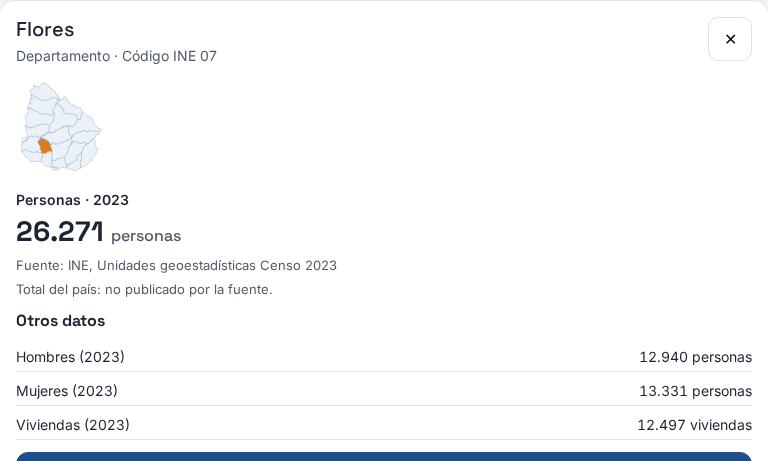 Flores
Departamento · Código INE 07
×
Personas · 2023
26.271 personas
Fuente: INE, Unidades geoestadísticas Censo 2023
Total del país: no publicado por la fuente.
Otros datos
Hombres (2023) 12.940 personas
Mujeres (2023) 13.331 personas
Viviendas (2023) 12.497 viviendas